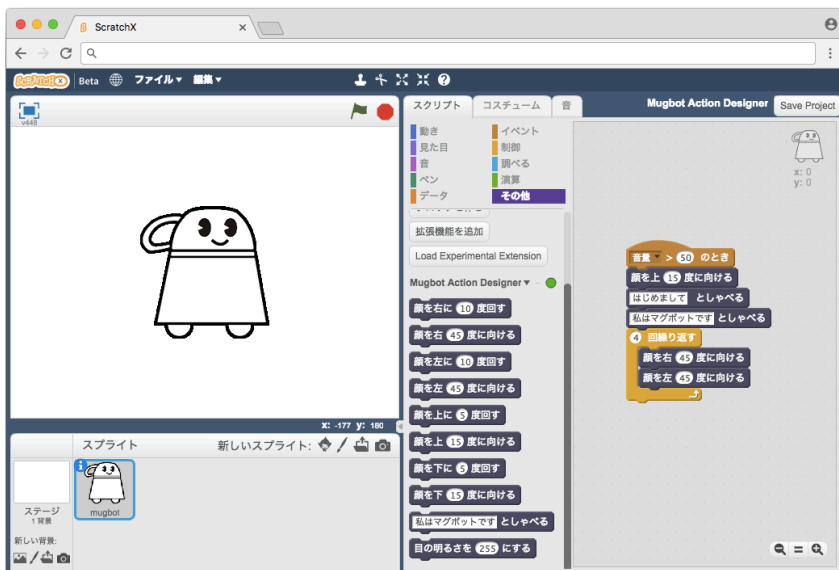 ScratchX
SCRATCHX Beta ファイル 編集
v448
スクリプト コスチューム 音
Mugbot Action Designer Save Project
動き イベント
見た目 制御
音 調べる
ペン 演算
データ その他
拡張機能を追加
Load Experimental Extension
Mugbot Action Designer
顔を右に 10 度回す
顔を右 45 度に向ける
顔を左に 10 度回す
顔を左 45 度に向ける
顔を上に 5 度回す
顔を上 15 度に向ける
顔を下に 5 度回す
顔を下 15 度に向ける
私はマグボットです としゃべる
目の明るさを 255 にする
x: 0
y: 0
音量 > 50 のとき
顔を上 15 度に向ける
はじめまして としゃべる
私はマグボットです としゃべる
4 回繰り返す
顔を右 45 度に向ける
顔を左 45 度に向ける
x: -177 y: 180
スプライト 新しいスプライト:
ステージ
1 背景
新しい背景:
mugbot